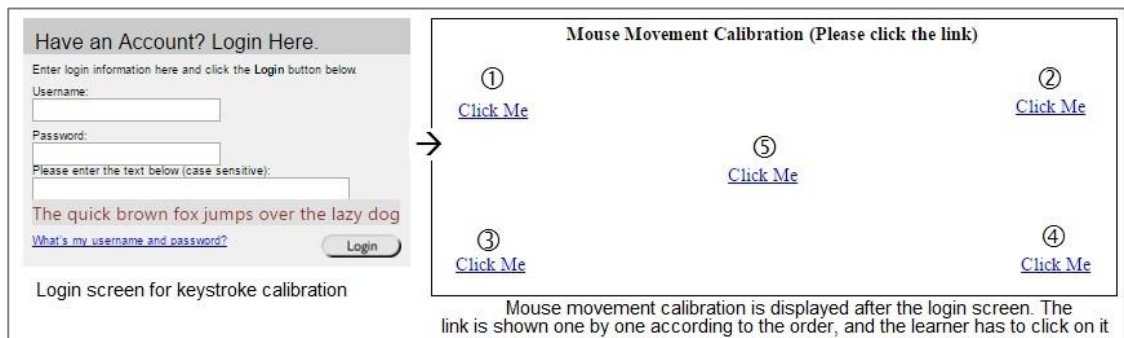 Have an Account? Login Here.
Enter login information here and click the Login button below.
Username:
Password:
Please enter the text below (case sensitive):
The quick brown fox jumps over the lazy dog
What's my username and password?
Login
Login screen for keystroke calibration
→
Mouse Movement Calibration (Please click the link)
①
Click Me
②
Click Me
⑤
Click Me
③
Click Me
④
Click Me
Mouse movement calibration is displayed after the login screen. The
link is shown one by one according to the order, and the learner has to click on it